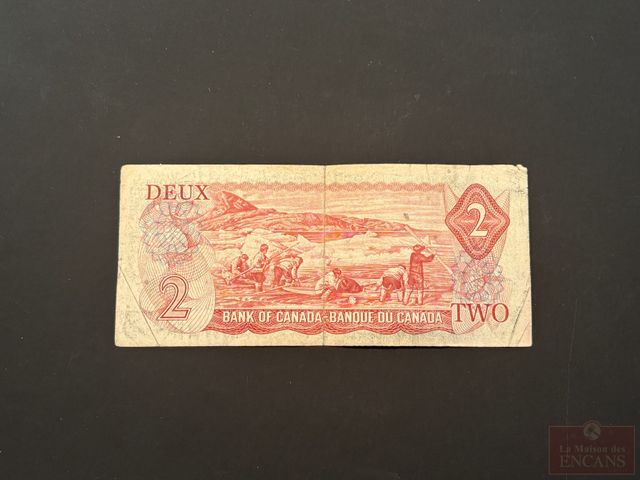 DEUX
2
2
BANK OF CANADA - BANQUE DU CANADA
TWO
La Maison des
ENCANS